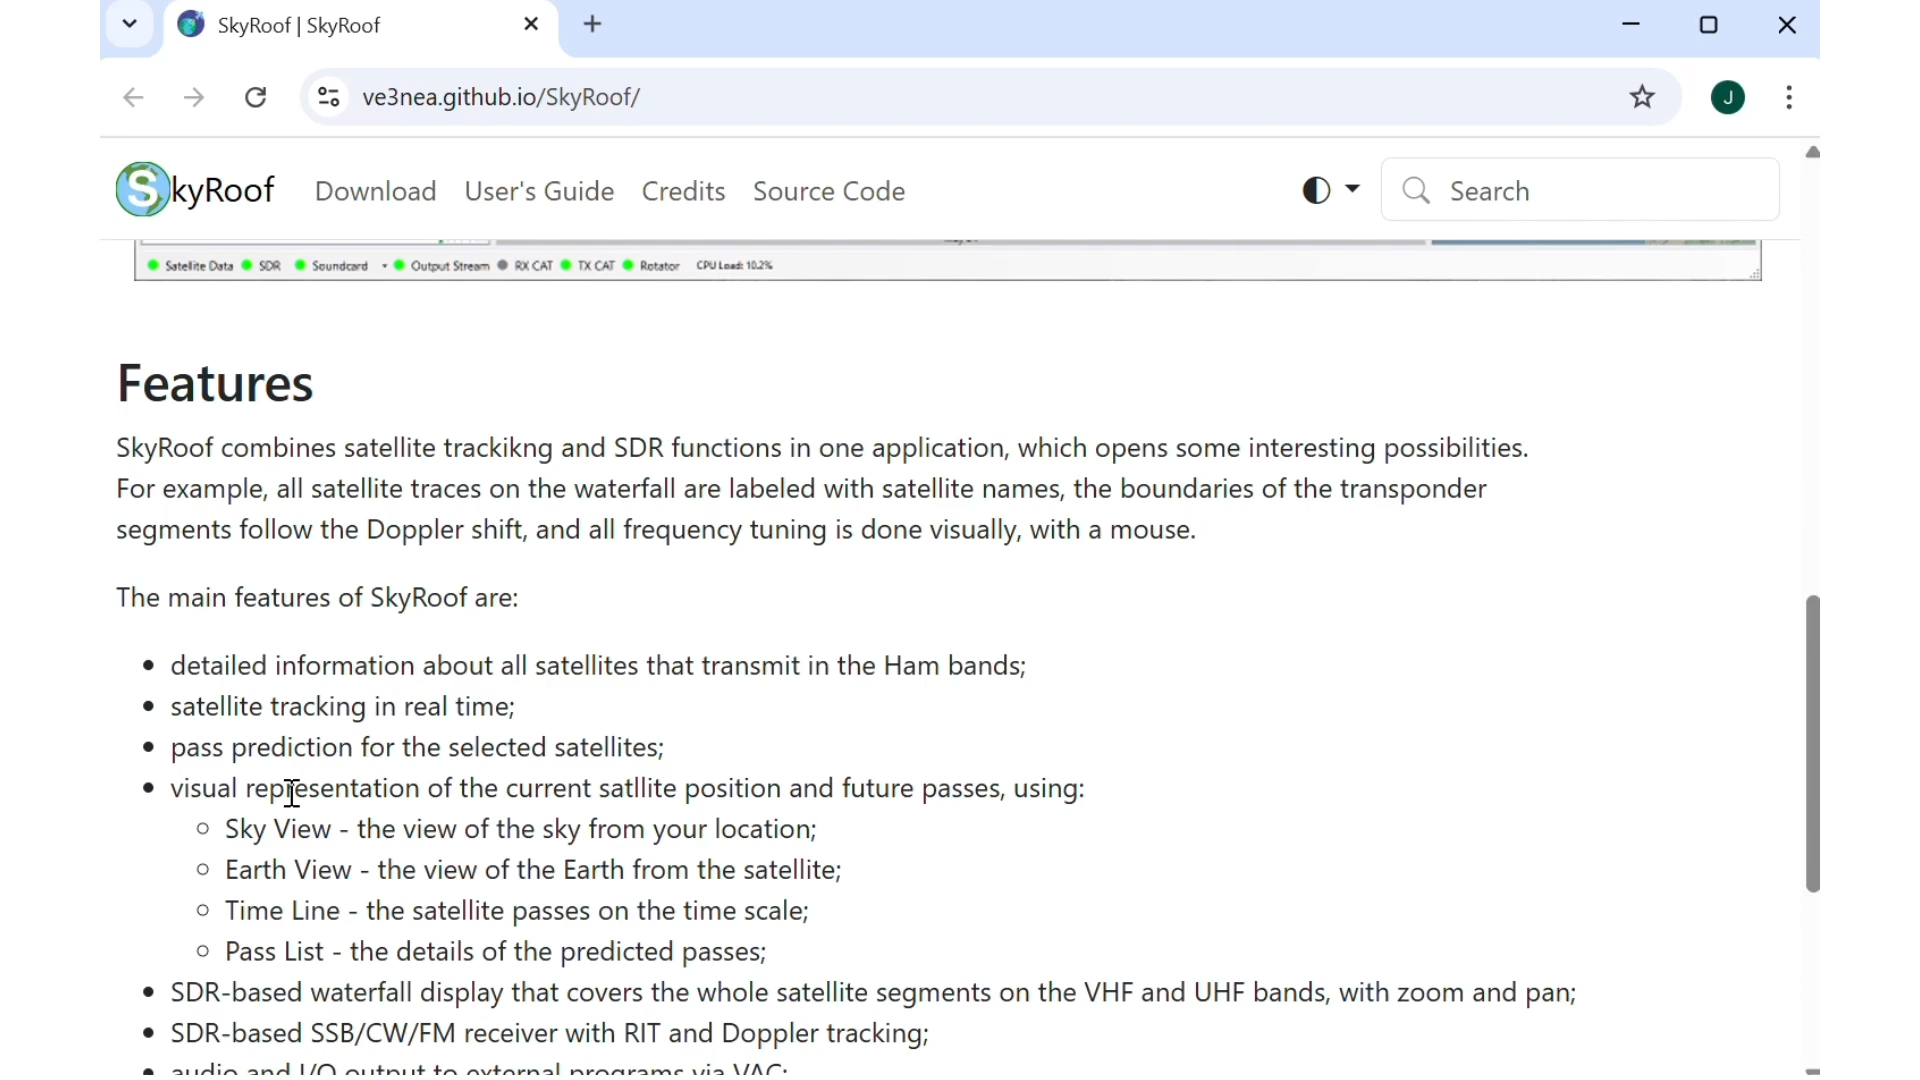 SkyRoof | SkyRoof
ve3nea.github.io/SkyRoof/
J
SkyRoof Download User's Guide Credits Source Code Search
Satellite Data SDR Soundcard Output Stream RX CAT TX CAT Rotator CPU Load: 10.2%
Features
SkyRoof combines satellite trackikng and SDR functions in one application, which opens some interesting possibilities.
For example, all satellite traces on the waterfall are labeled with satellite names, the boundaries of the transponder
segments follow the Doppler shift, and all frequency tuning is done visually, with a mouse.
The main features of SkyRoof are:
detailed information about all satellites that transmit in the Ham bands;
satellite tracking in real time;
pass prediction for the selected satellites;
visual representation of the current satllite position and future passes, using:
Sky View - the view of the sky from your location;
Earth View - the view of the Earth from the satellite;
Time Line - the satellite passes on the time scale;
Pass List - the details of the predicted passes;
SDR-based waterfall display that covers the whole satellite segments on the VHF and UHF bands, with zoom and pan;
SDR-based SSB/CW/FM receiver with RIT and Doppler tracking;
audio and I/Q output to external programs via VAC;